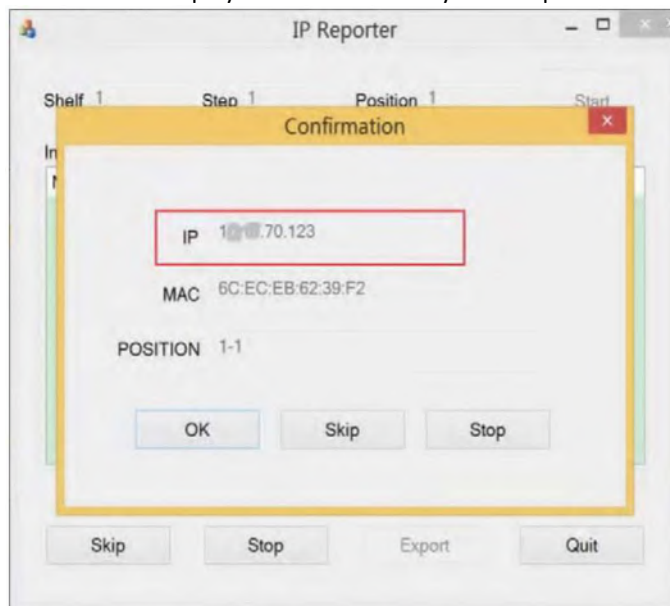 IP Reporter
Shelf 1 Step 1 Position 1 Start
Confirmation
IP .70.123
MAC 6C:EC:EB:62:39:F2
POSITION 1-1
OK Skip Stop
Skip Stop Export Quit